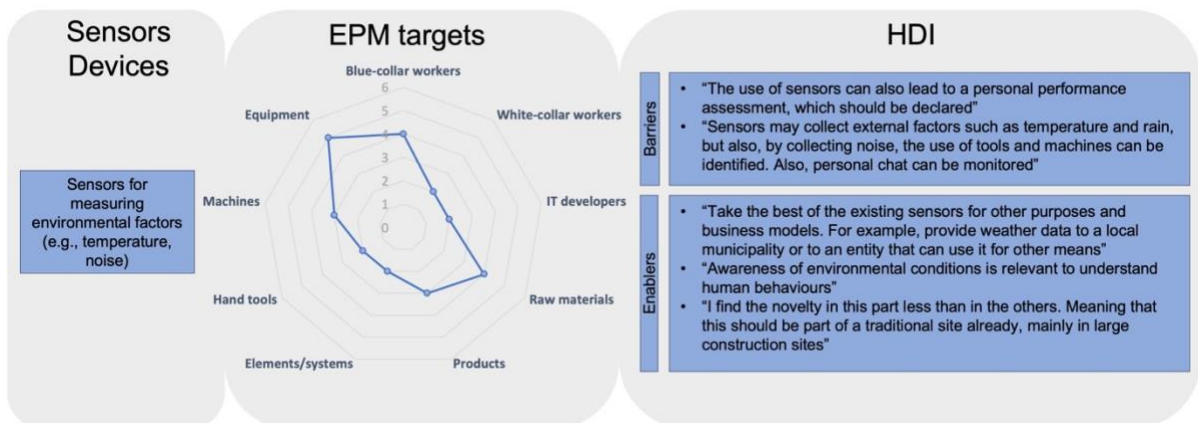 Sensors
Devices
Sensors for
measuring
environmental factors
(e.g., temperature,
noise)
EPM targets
Blue-collar workers
White-collar workers
IT developers
Raw materials
Products
Elements/systems
Hand tools
Machines
Equipment
6
5
4
3
2
1
0
HDI
Barriers
• “The use of sensors can also lead to a personal performance
assessment, which should be declared”
• “Sensors may collect external factors such as temperature and rain,
but also, by collecting noise, the use of tools and machines can be
identified. Also, personal chat can be monitored”
Enablers
• “Take the best of the existing sensors for other purposes and
business models. For example, provide weather data to a local
municipality or to an entity that can use it for other means”
• “Awareness of environmental conditions is relevant to understand
human behaviours”
• “I find the novelty in this part less than in the others. Meaning that
this should be part of a traditional site already, mainly in large
construction sites”